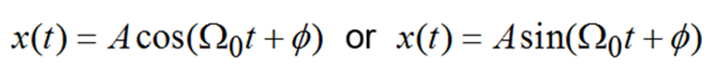 x(t) = A cos(Ω₀t + ϕ) or x(t) = A sin(Ω₀t + ϕ)